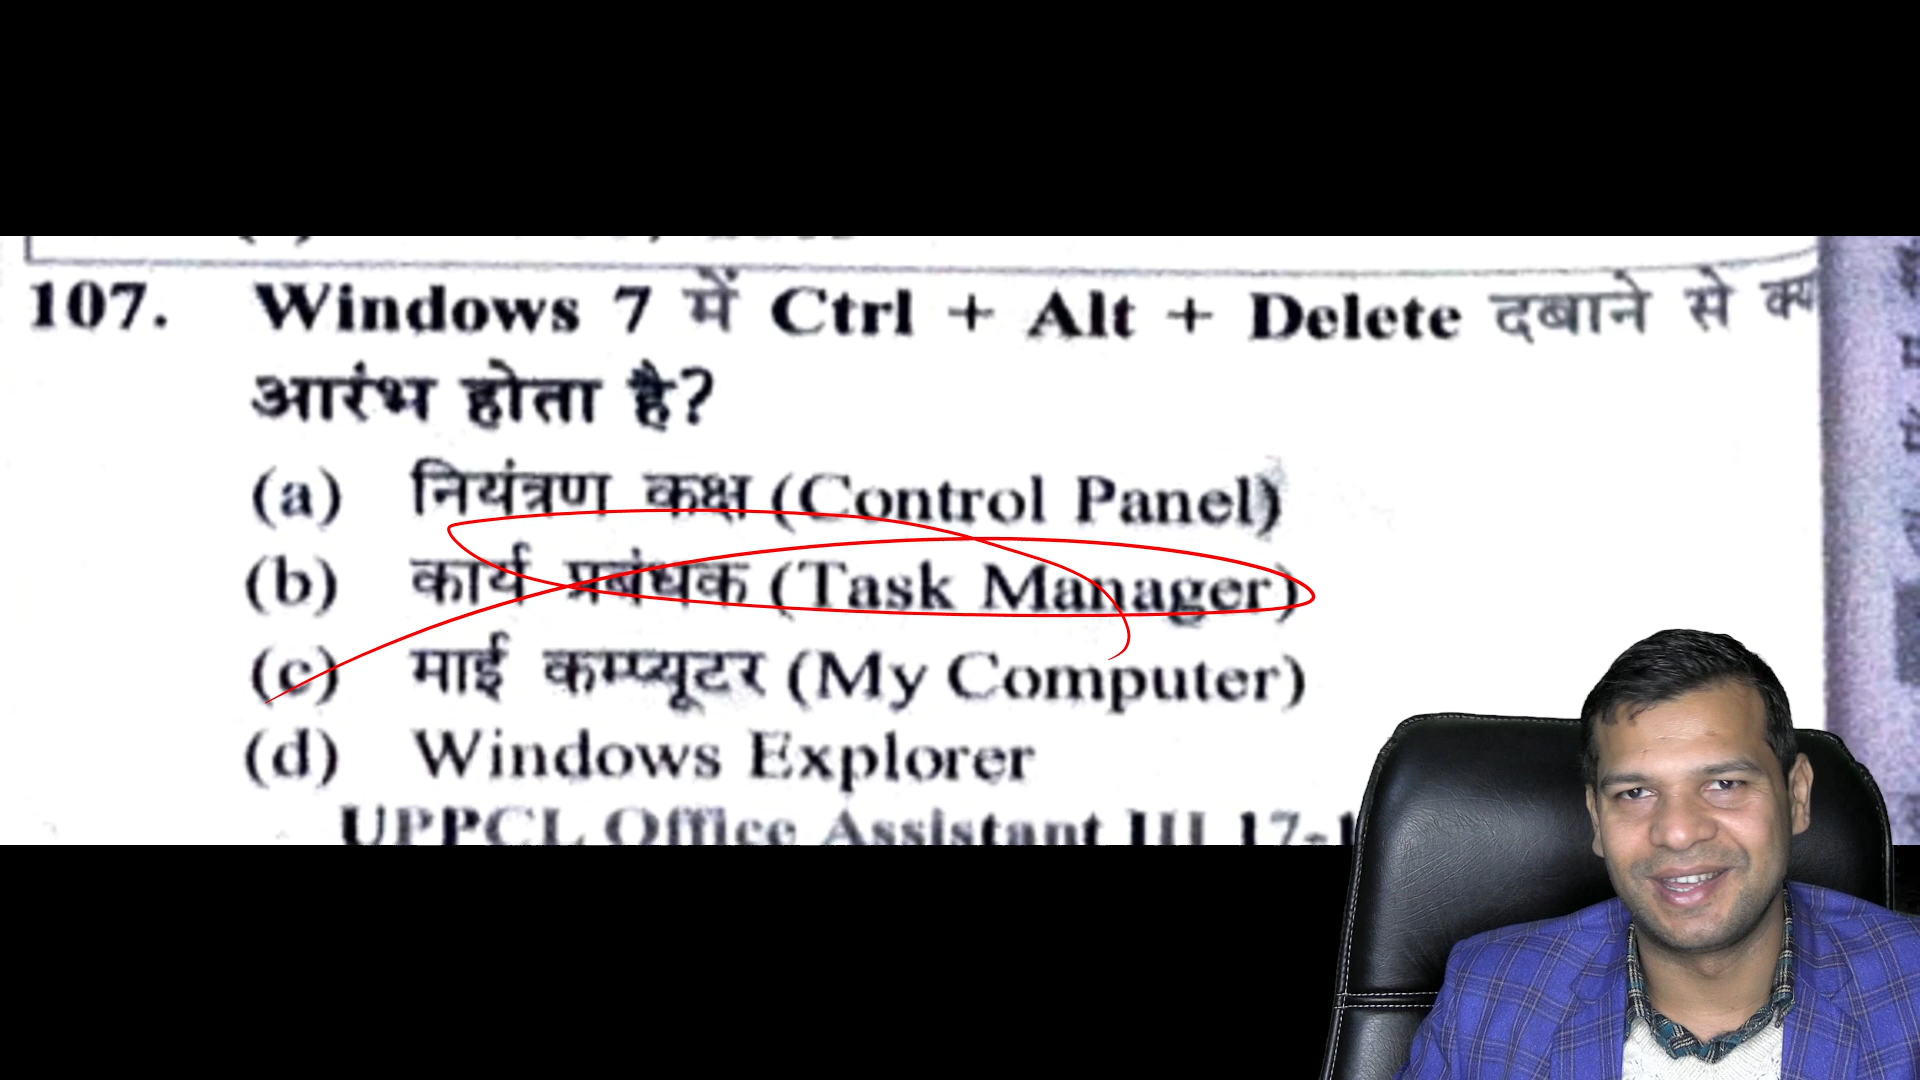 107. Windows 7 में Ctrl + Alt + Delete दबाने से
आरंभ होता है?
(a) नियंत्रण कक्ष (Control Panel)
(b) कार्य प्रबंधक (Task Manager)
(c) माई कम्प्यूटर (My Computer)
(d) Windows Explorer
UPPCL Office Assistant III